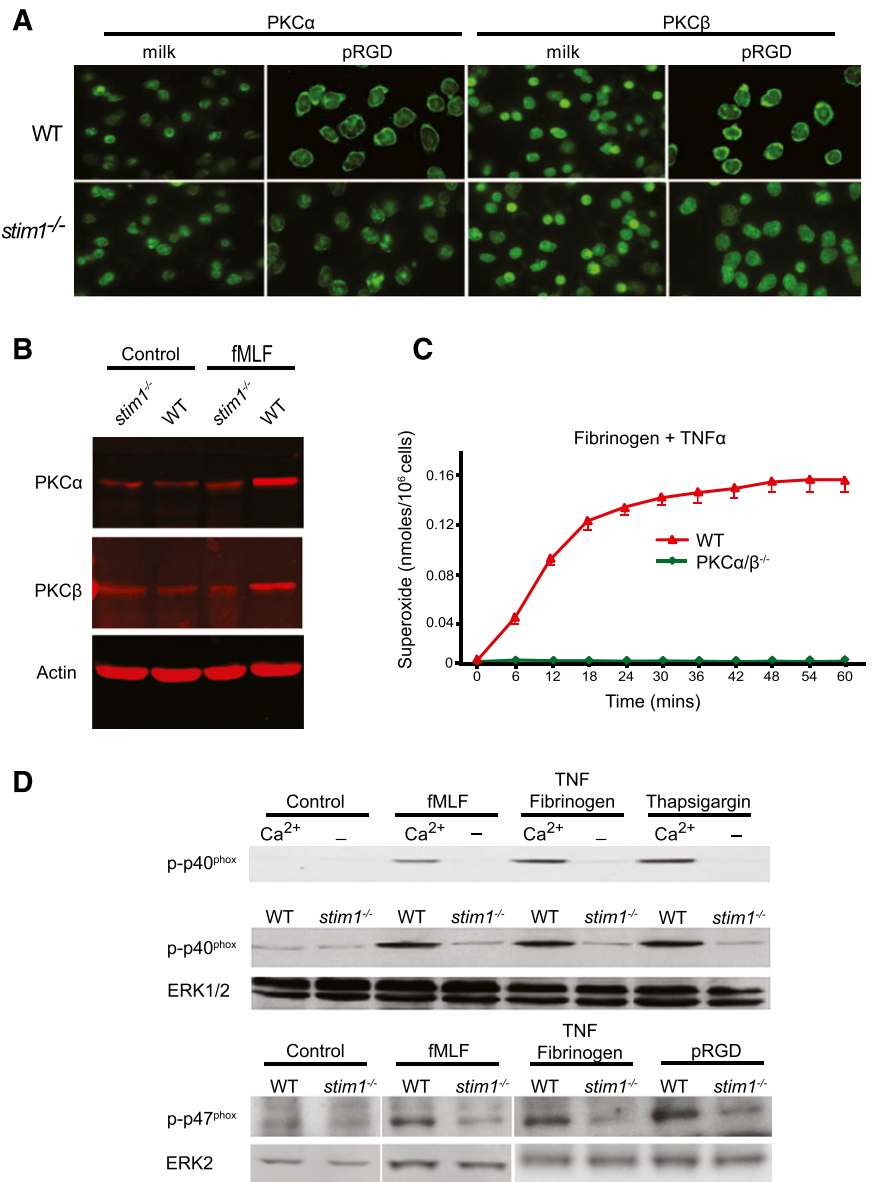 A
PKCα PKCβ
milk pRGD milk pRGD
WT
stim1-/-
B
Control fMLF
stim1-/- WT stim1-/- WT
PKCα
PKCβ
Actin
C
Fibrinogen + TNFα
Superoxide (nmoles/10⁶ cells)
0.16
0.12
0.08
0.04
0
WT
PKCα/β-/-
0 6 12 18 24 30 36 42 48 54 60
Time (mins)
D
Control fMLF TNF Fibrinogen Thapsigargin
Ca2+ _ Ca2+ – Ca2+ _ Ca2+ –
p-p40phox
WT stim1-/- WT stim1-/- WT stim1-/- WT stim1-/-
p-p40phox
ERK1/2
Control fMLF TNF Fibrinogen pRGD
WT stim1-/- WT stim1-/- WT stim1-/- WT stim1-/-
p-p47phox
ERK2